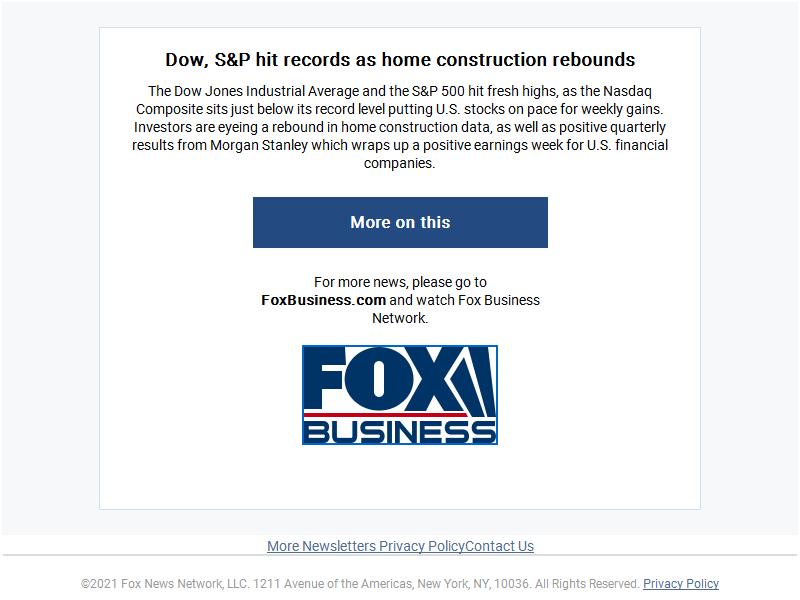 Dow, S&P hit records as home construction rebounds
The Dow Jones Industrial Average and the S&P 500 hit fresh highs, as the Nasdaq
Composite sits just below its record level putting U.S. stocks on pace for weekly gains.
Investors are eyeing a rebound in home construction data, as well as positive quarterly
results from Morgan Stanley which wraps up a positive earnings week for U.S. financial
companies.
More on this
For more news, please go to
FoxBusiness.com and watch Fox Business
Network.
FOX
BUSINESS
More Newsletters Privacy PolicyContact Us
©2021 Fox News Network, LLC. 1211 Avenue of the Americas, New York, NY, 10036. All Rights Reserved. Privacy Policy